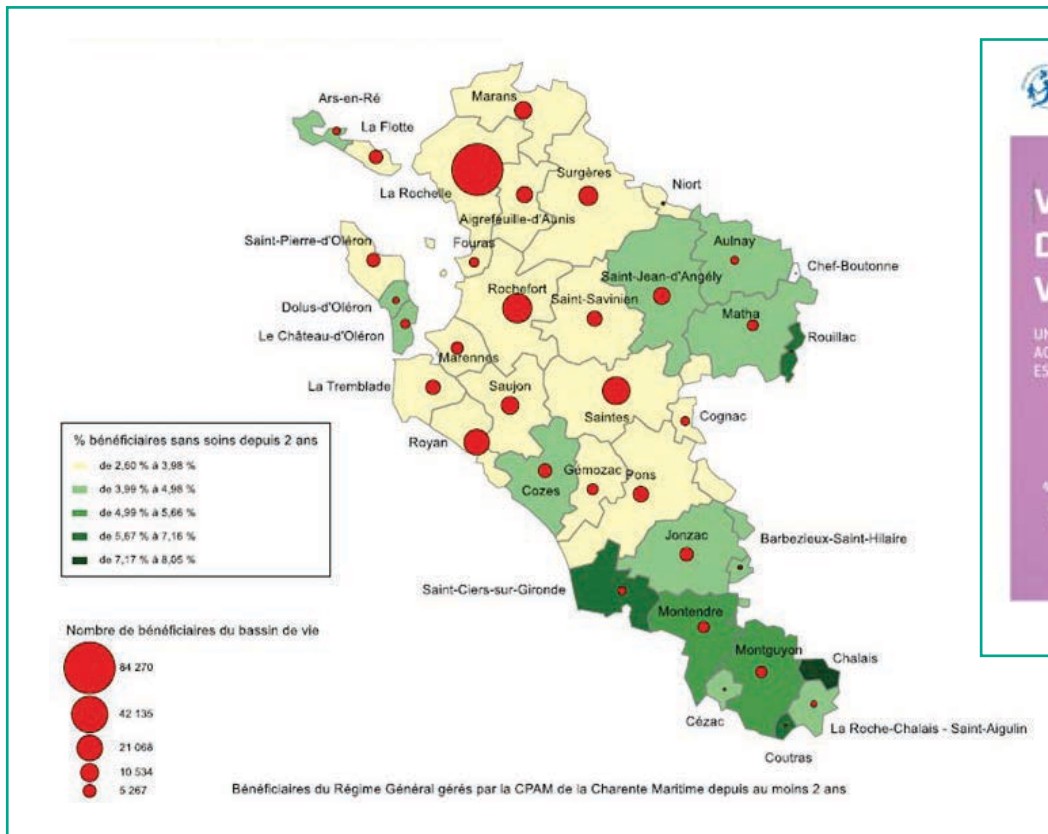 Ars-en-Ré
La Flotte
Marans
La Rochelle
Aigrefeuille-d'Aunis
Surgères
Niort
Saint-Pierre-d'Oléron
Fouras
Aulnay
Chef-Boutonne
Saint-Jean-d'Angély
Dolus-d'Oléron
Rochefort
Saint-Savinien
Matha
Le Château-d'Oléron
Rouillac
Marennes
La Tremblade
Saujon
Saintes
Cognac
Royan
Cozes
Gémozac
Pons
Jonzac
Barbezieux-Saint-Hilaire
Saint-Ciers-sur-Gironde
Montendre
Montguyon
Chalais
Cézac
La Roche-Chalais - Saint-Aigulin
Coutras
% bénéficiaires sans soins depuis 2 ans
de 2,60 % à 3,98 %
de 3,99 % à 4,98 %
de 4,99 % à 5,66 %
de 5,67 % à 7,16 %
de 7,17 % à 8,05 %
Nombre de bénéficiaires du bassin de vie
84 270
42 135
21 068
10 534
5 267
Bénéficiaires du Régime Général gérés par la CPAM de la Charente Maritime depuis au moins 2 ans
V
D
V
UN
AC
ES